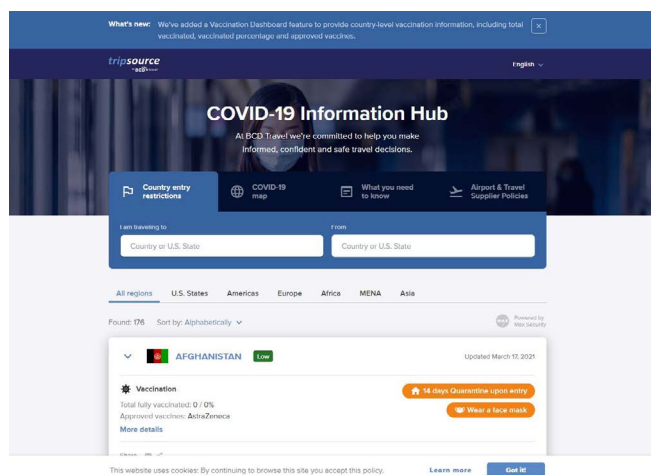 What's new: We've added a Vaccination Dashboard feature to provide country-level vaccination information, including total
vaccinated, vaccinated percentage and approved vaccines.
tripsource
English
COVID-19 Information Hub
At BCD Travel we're committed to help you make
informed, confident and safe travel decisions.
Country entry
restrictions
COVID-19
map
What you need
to know
Airport & Travel
Supplier Policies
I am traveling to
From
Country or U.S. State
Country or U.S. State
All regions U.S. States Americas Europe Africa MENA Asia
Found: 176 Sort by: Alphabetically
Powered by
Max Security
AFGHANISTAN Low Updated March 17, 2021
Vaccination
14 days Quarantine upon entry
Total fully vaccinated: 0 / 0%
Wear a face mask
Approved vaccines: AstraZeneca
More details
This website uses cookies: By continuing to browse this site you accept this policy. Learn more Got it!